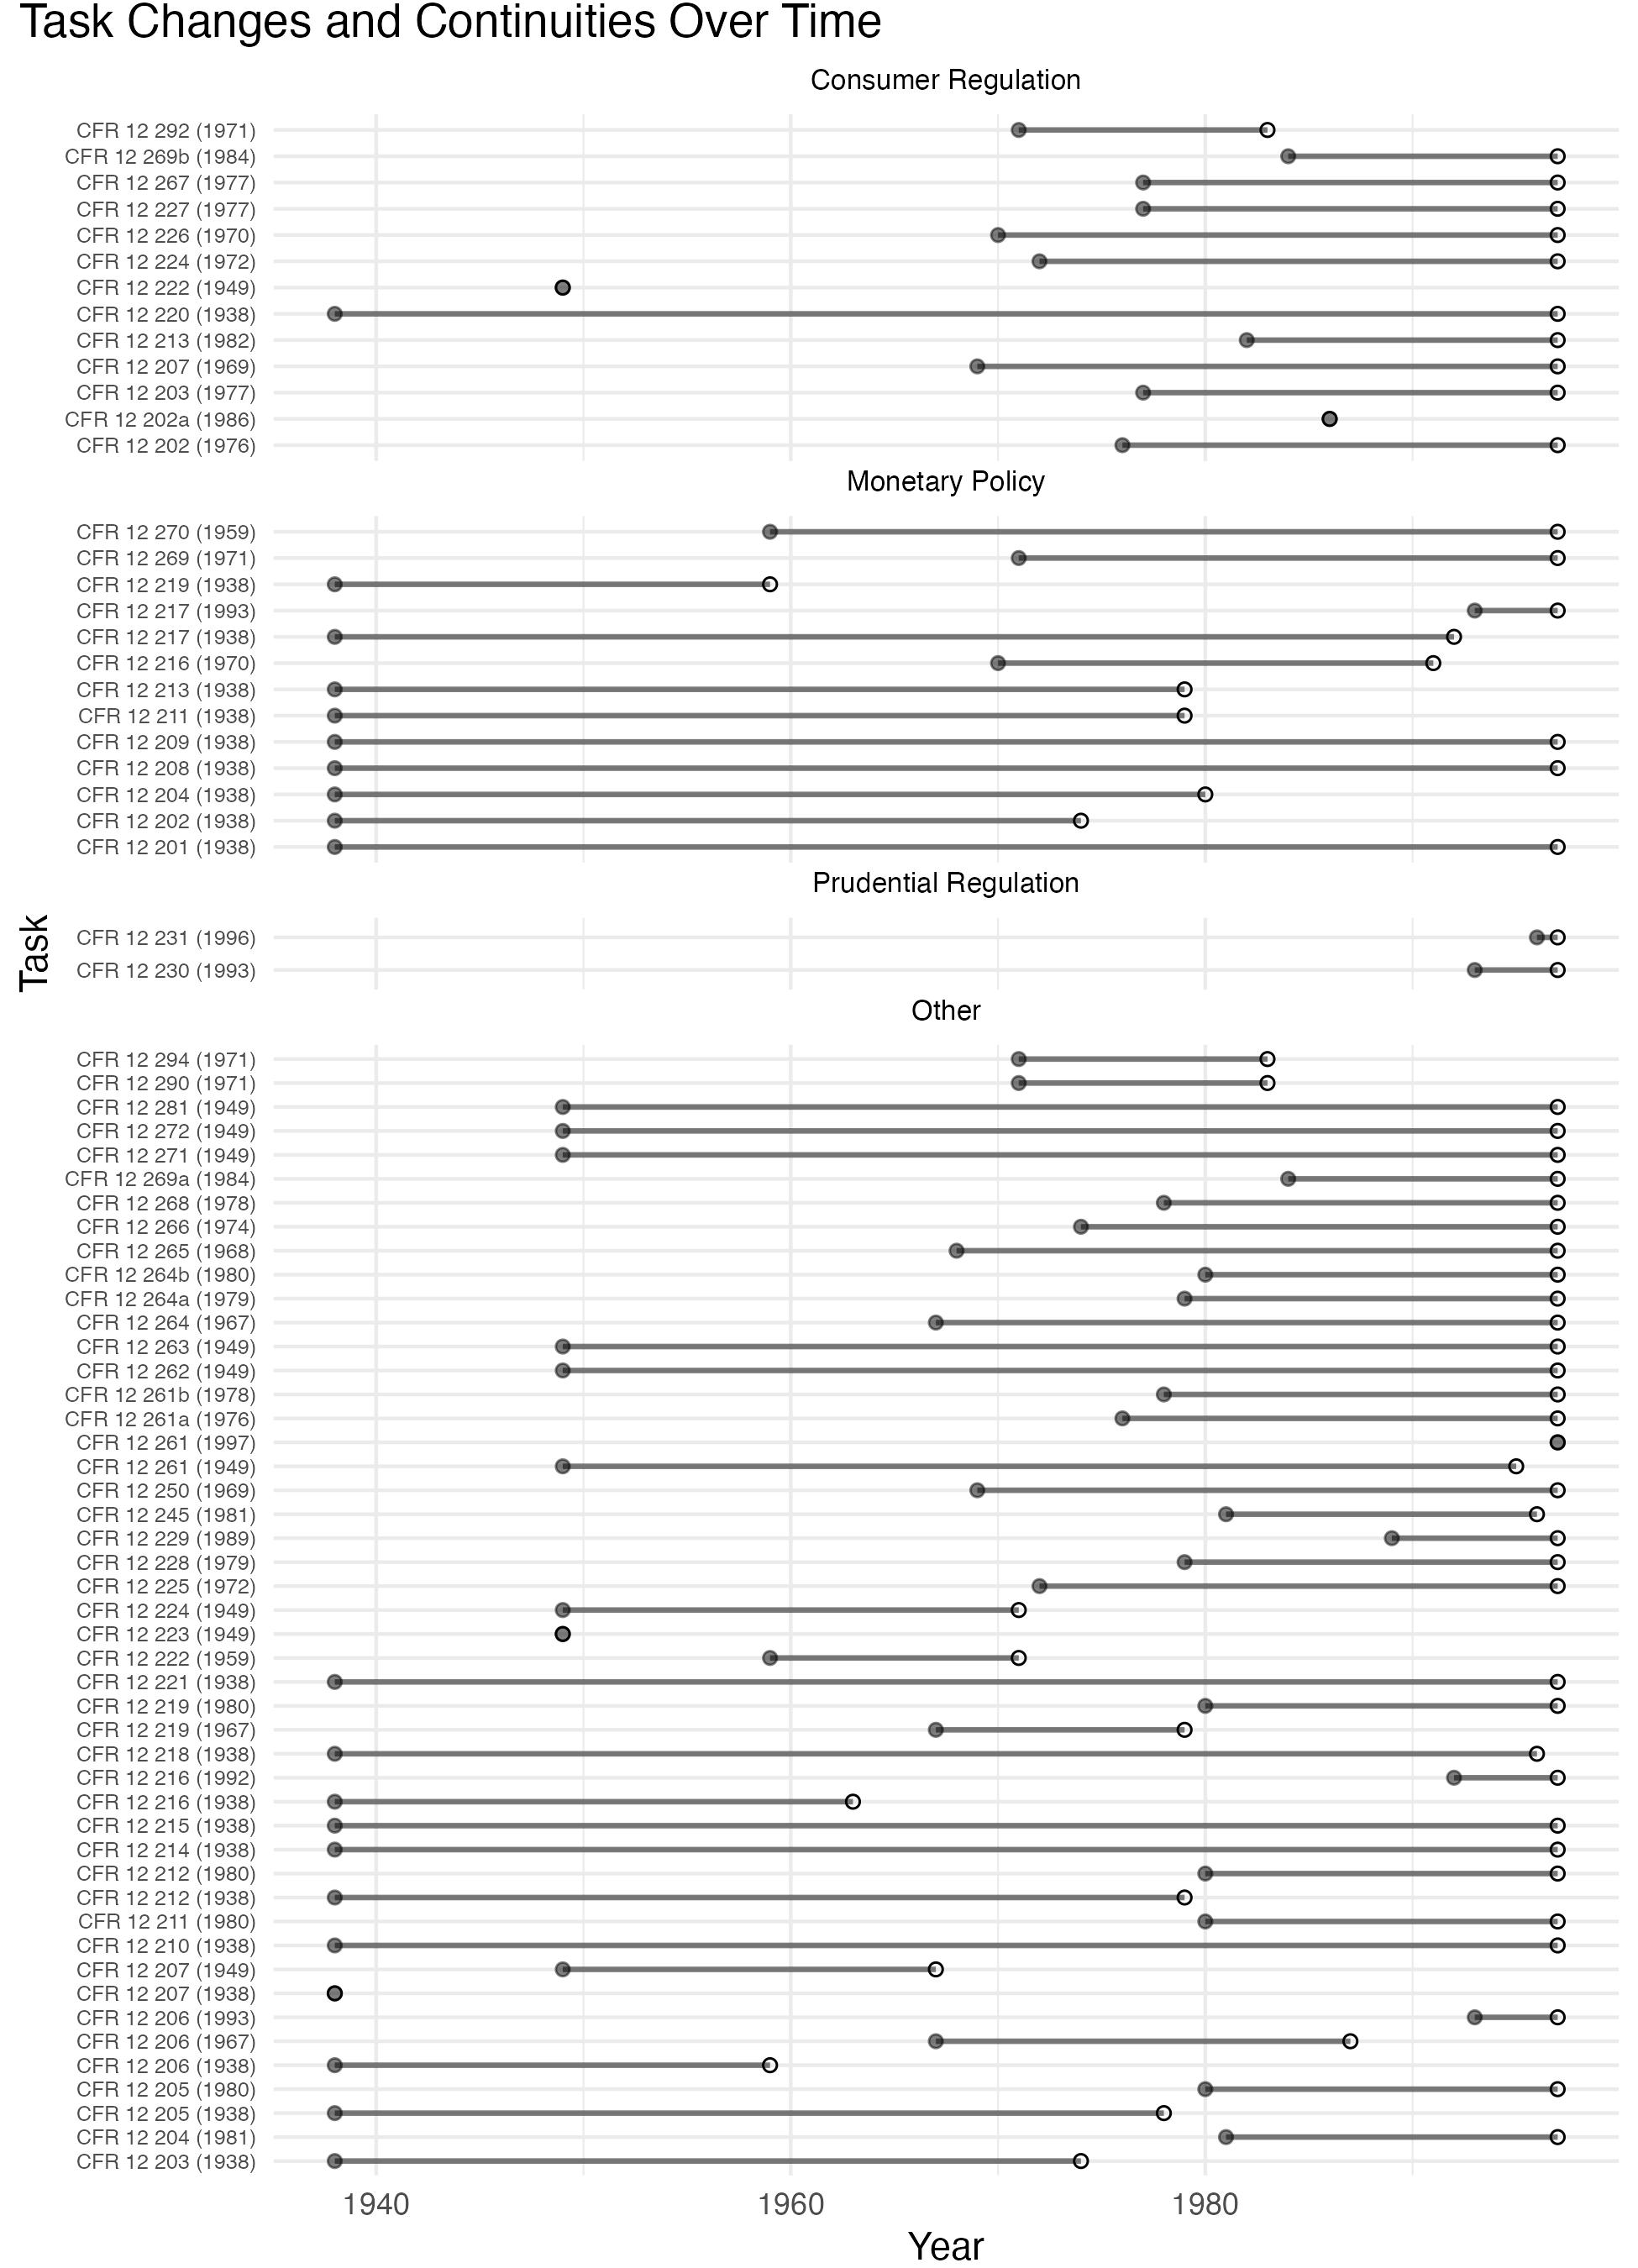 Task Changes and Continuities Over Time
Consumer Regulation
CFR 12 292 (1971)
CFR 12 269b (1984)
CFR 12 267 (1977)
CFR 12 227 (1977)
CFR 12 226 (1970)
CFR 12 224 (1972)
CFR 12 222 (1949)
CFR 12 220 (1938)
CFR 12 213 (1982)
CFR 12 207 (1969)
CFR 12 203 (1977)
CFR 12 202a (1986)
CFR 12 202 (1976)
Monetary Policy
CFR 12 270 (1959)
CFR 12 269 (1971)
CFR 12 219 (1938)
CFR 12 217 (1993)
CFR 12 217 (1938)
CFR 12 216 (1970)
CFR 12 213 (1938)
CFR 12 211 (1938)
CFR 12 209 (1938)
CFR 12 208 (1938)
CFR 12 204 (1938)
CFR 12 202 (1938)
CFR 12 201 (1938)
Prudential Regulation
CFR 12 231 (1996)
CFR 12 230 (1993)
Task
Other
CFR 12 294 (1971)
CFR 12 290 (1971)
CFR 12 281 (1949)
CFR 12 272 (1949)
CFR 12 271 (1949)
CFR 12 269a (1984)
CFR 12 268 (1978)
CFR 12 266 (1974)
CFR 12 265 (1968)
CFR 12 264b (1980)
CFR 12 264a (1979)
CFR 12 264 (1967)
CFR 12 263 (1949)
CFR 12 262 (1949)
CFR 12 261b (1978)
CFR 12 261a (1976)
CFR 12 261 (1997)
CFR 12 261 (1949)
CFR 12 250 (1969)
CFR 12 245 (1981)
CFR 12 229 (1989)
CFR 12 228 (1979)
CFR 12 225 (1972)
CFR 12 224 (1949)
CFR 12 223 (1949)
CFR 12 222 (1959)
CFR 12 221 (1938)
CFR 12 219 (1980)
CFR 12 219 (1967)
CFR 12 218 (1938)
CFR 12 216 (1992)
CFR 12 216 (1938)
CFR 12 215 (1938)
CFR 12 214 (1938)
CFR 12 212 (1980)
CFR 12 212 (1938)
CFR 12 211 (1980)
CFR 12 210 (1938)
CFR 12 207 (1949)
CFR 12 207 (1938)
CFR 12 206 (1993)
CFR 12 206 (1967)
CFR 12 206 (1938)
CFR 12 205 (1980)
CFR 12 205 (1938)
CFR 12 204 (1981)
CFR 12 203 (1938)
1940 1960 1980
Year